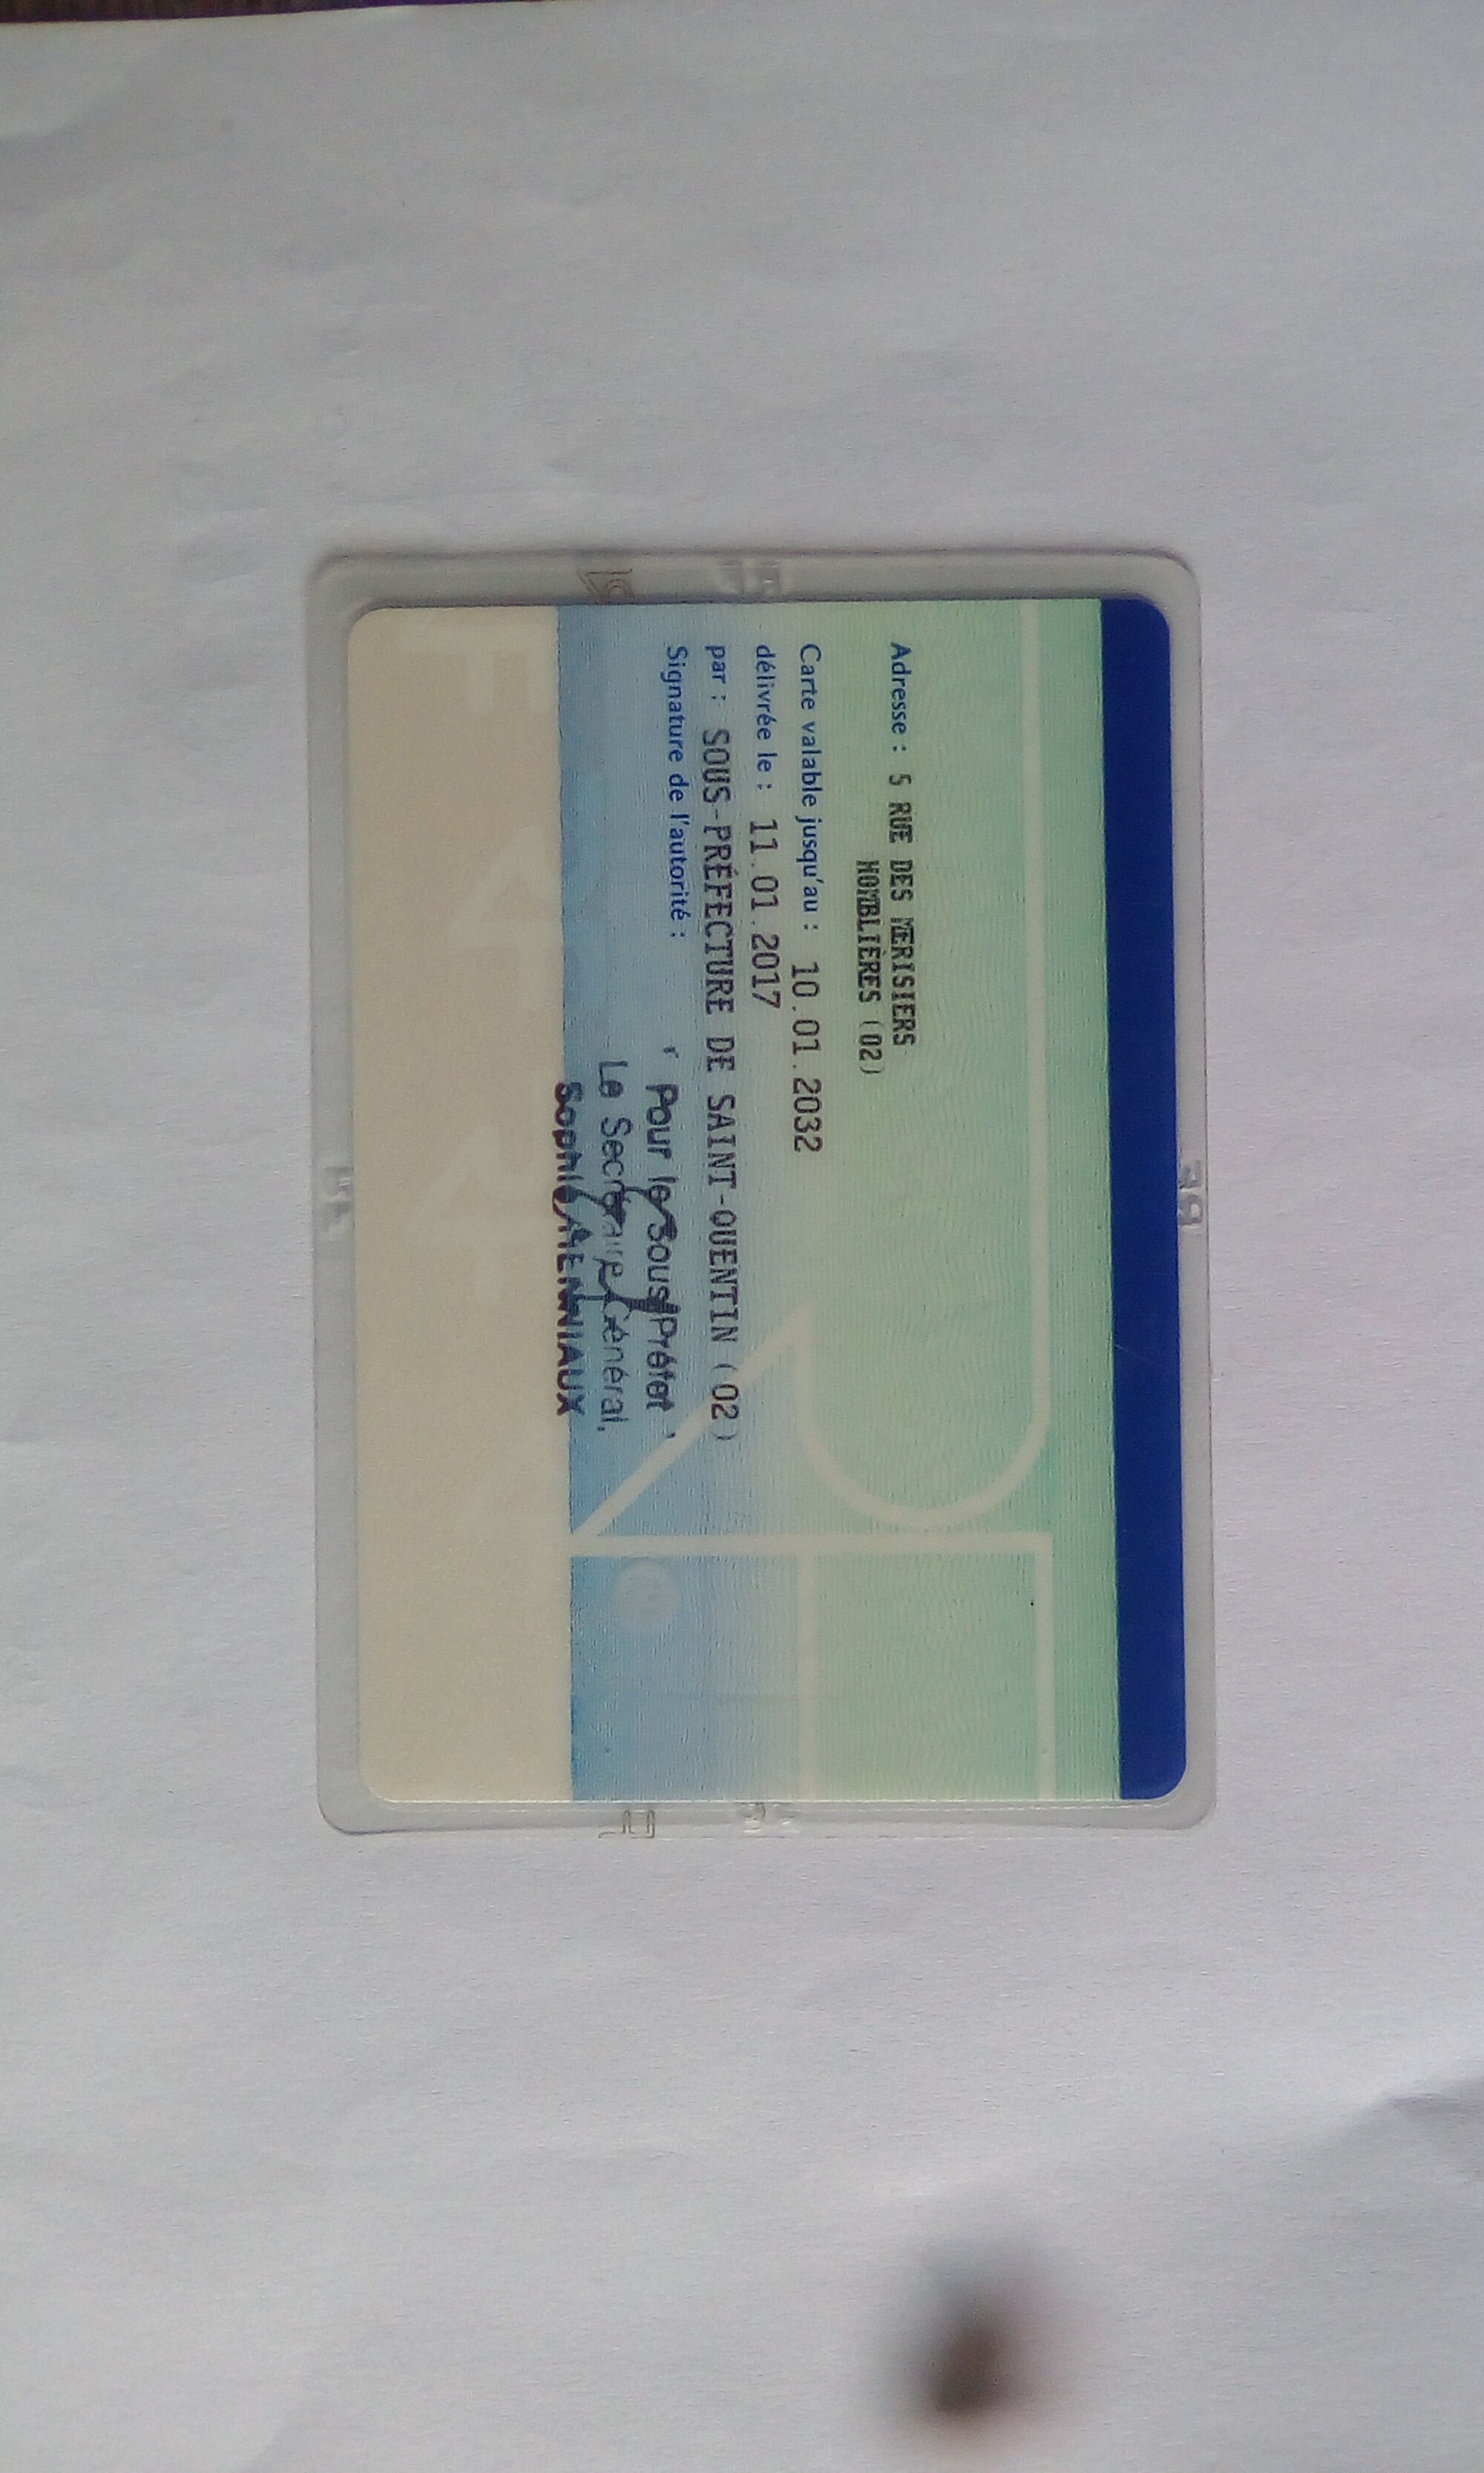 Adresse : 5 RUE DES MERISIERS
HOMBLIÈRES (02)
Carte valable jusqu'au : 10.01.2032
délivrée le : 11.01.2017
par : SOUS-PRÉFECTURE DE SAINT-QUENTIN (02)
Signature de l'autorité :
Pour le Sous-Préfet
Le Secrétaire Général,
Sophie